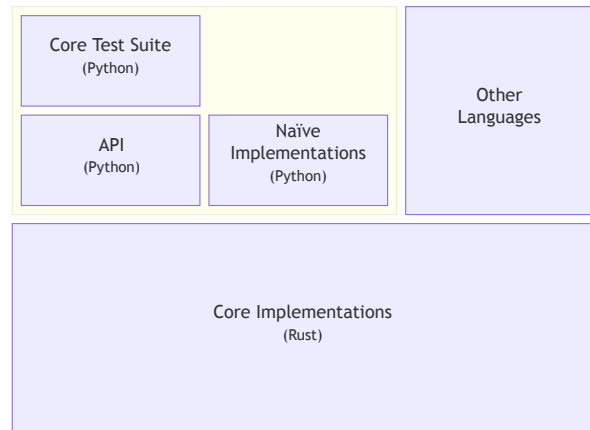 Core Test Suite
(Python)
API
(Python)
Naïve
Implementations
(Python)
Other
Languages
Core Implementations
(Rust)